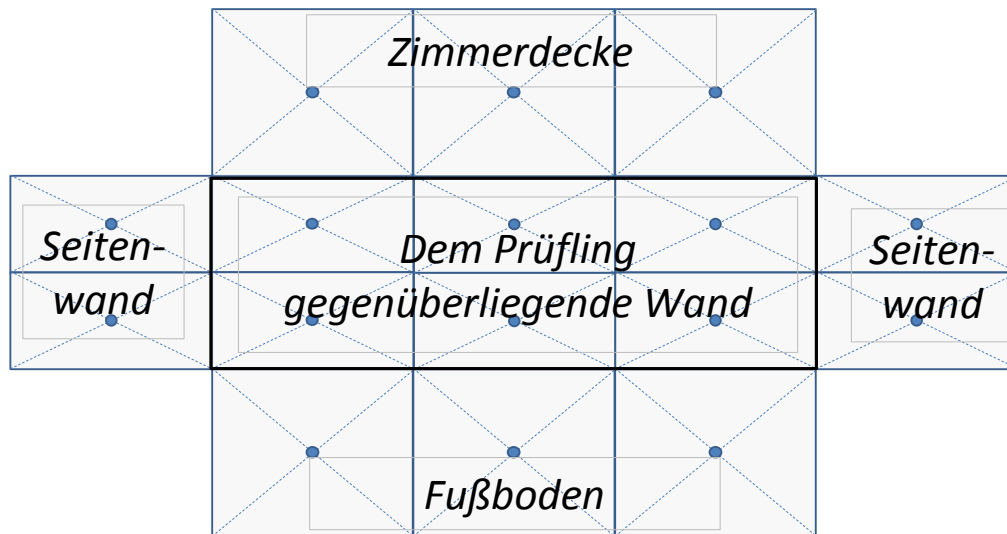 Zimmerdecke
Seiten-
wand
Dem Prüfling
gegenüberliegende Wand
Seiten-
wand
Fußboden